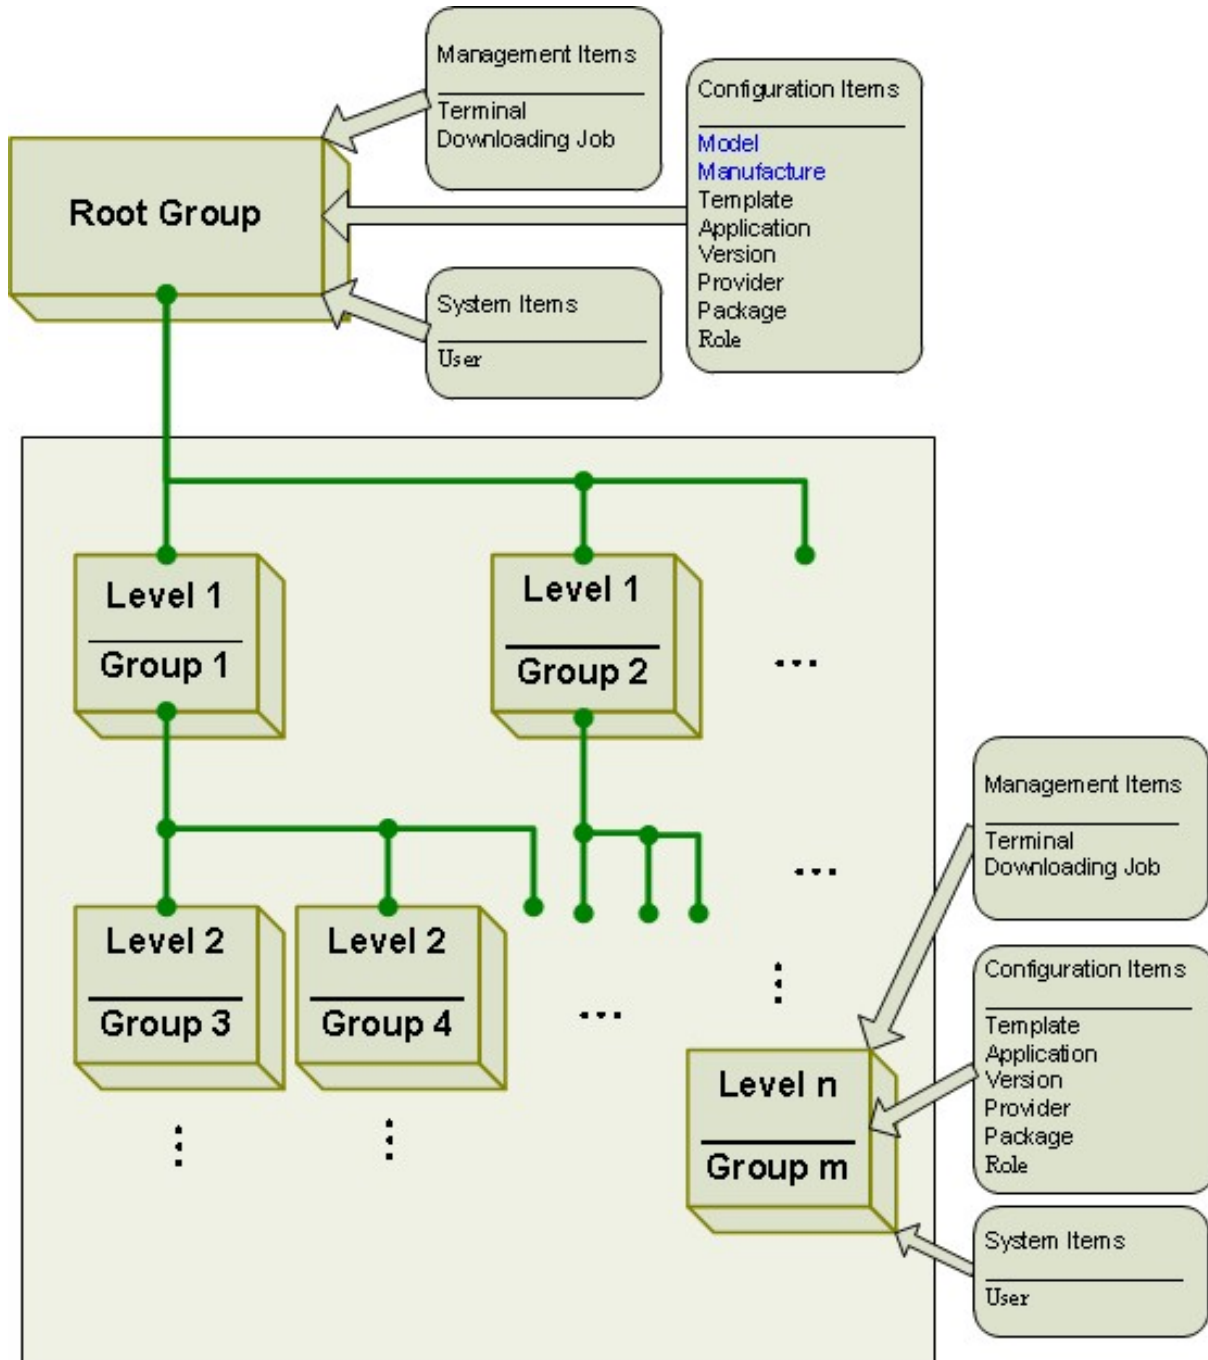 Management Items
Terminal
Downloading Job
Configuration Items
Model
Manufacture
Template
Application
Version
Provider
Package
Role
Root Group
System Items
User
Level 1
Group 1
Level 1
Group 2
...
Level 2
Group 3
Level 2
Group 4
...
...
Level n
Group m
Management Items
Terminal
Downloading Job
Configuration Items
Template
Application
Version
Provider
Package
Role
System Items
User